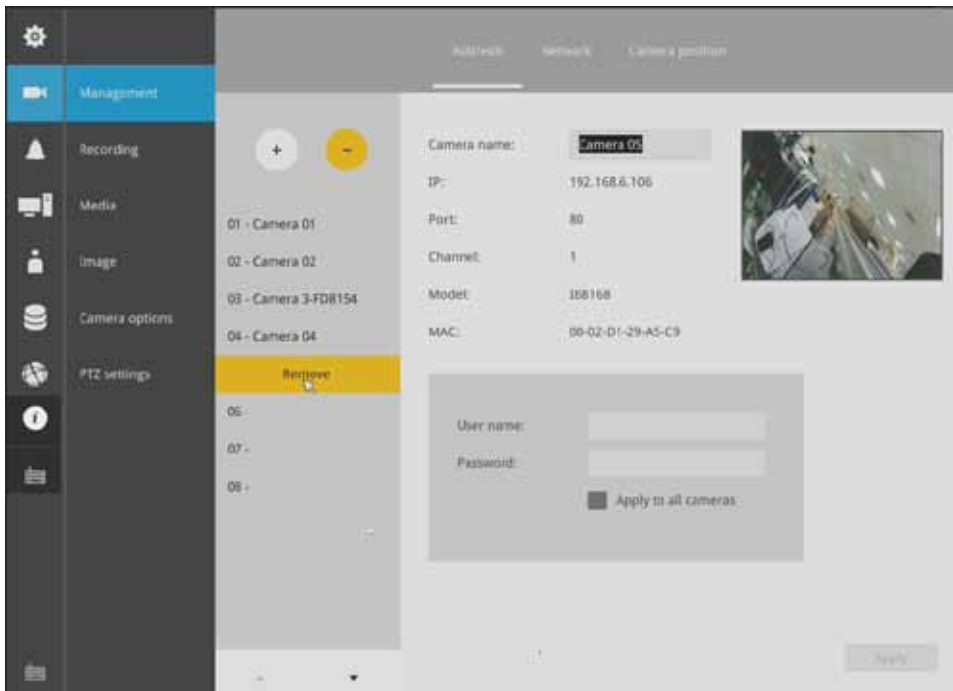 Address Network Camera position
Management
Recording
Media
Image
Camera options
PTZ settings
+ -
01 - Camera 01
02 - Camera 02
03 - Camera 3-FD8154
04 - Camera 04
Remove
06 -
07 -
08 -
Camera name: Camera 05
IP: 192.168.6.106
Port: 80
Channel: 1
Model:
MAC: 00-02-D1-29-A5-C9
User name:
Password:
Apply to all cameras
Apply